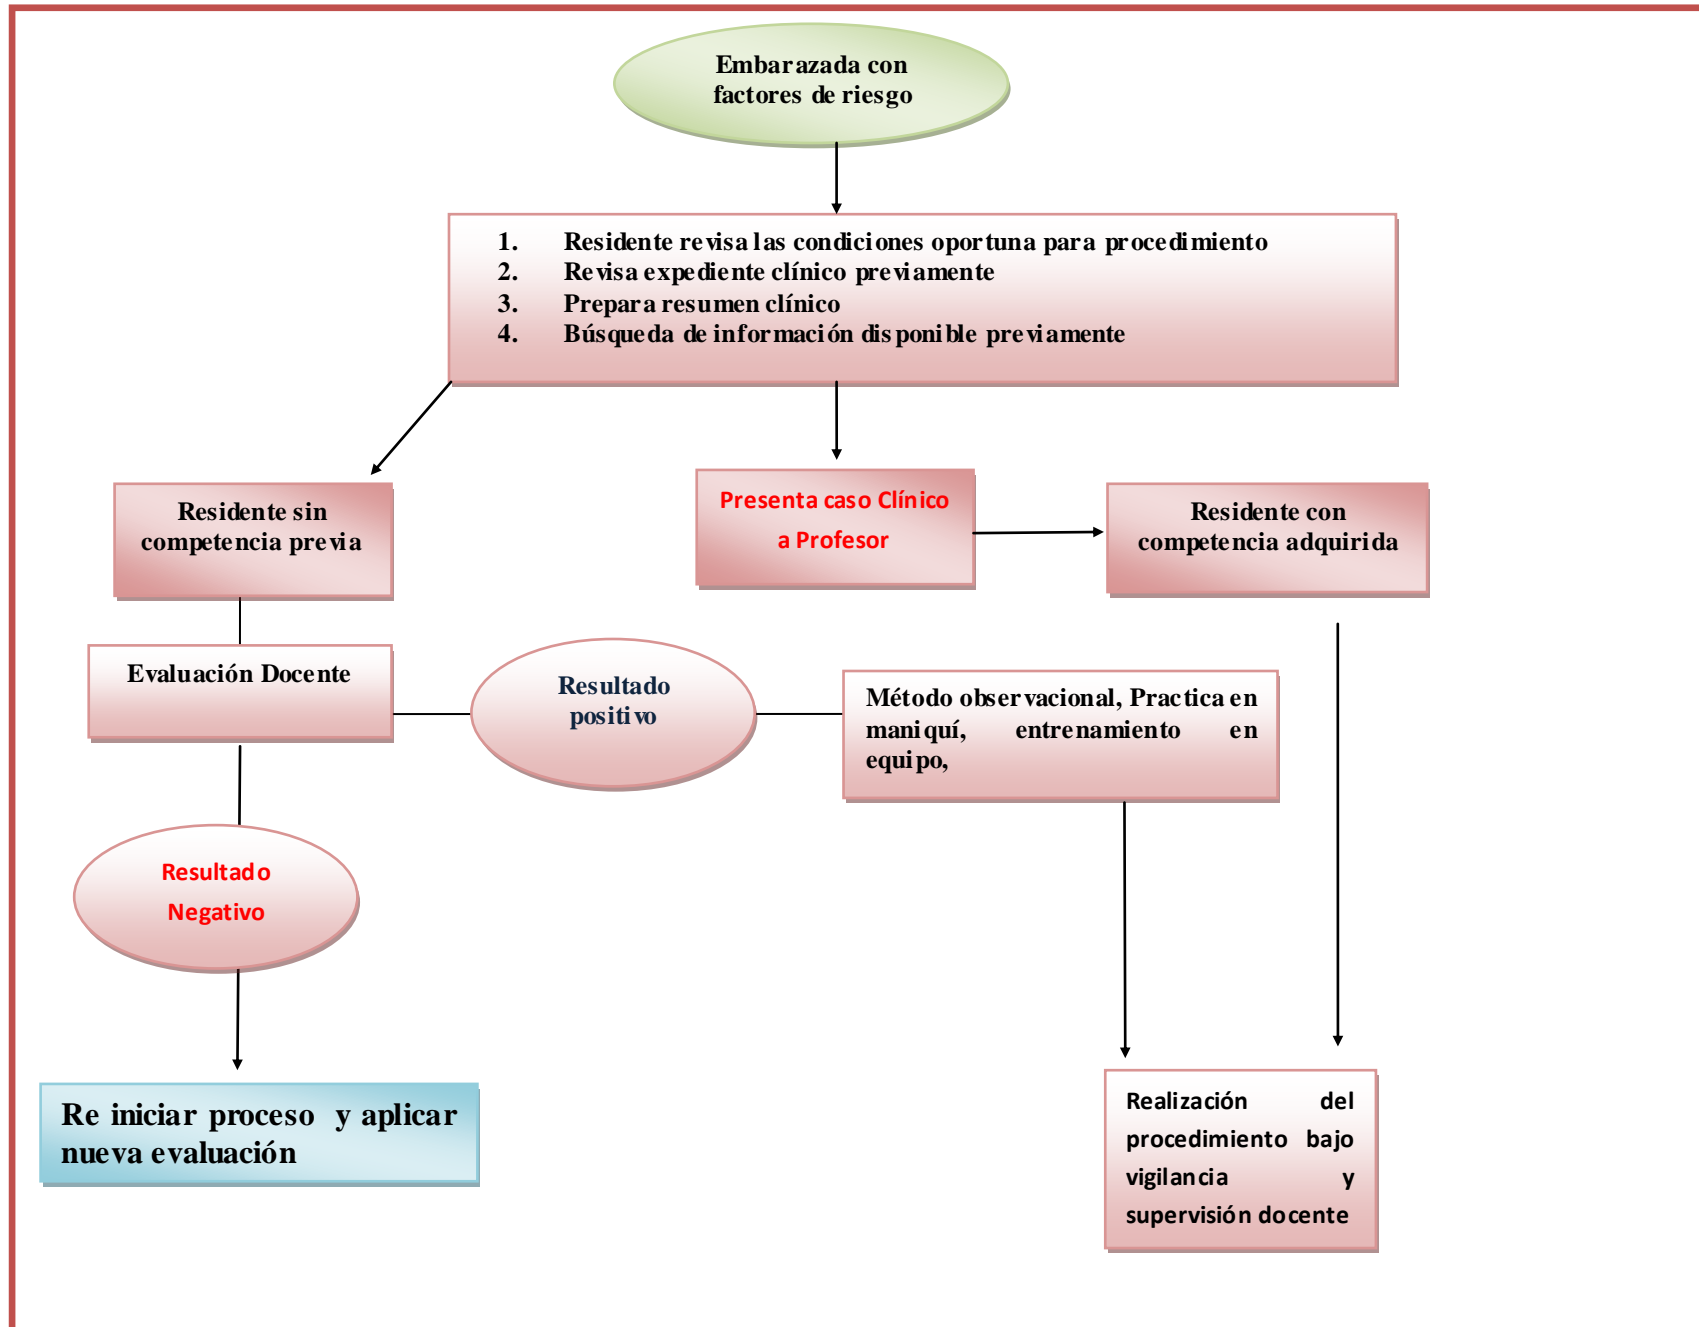 Embarazada con
factores de riesgo
1. Residente revisa las condiciones oportuna para procedimiento
2. Revisa expediente clínico previamente
3. Prepara resumen clínico
4. Búsqueda de información disponible previamente
Residente sin
competencia previa
Presenta caso Clínico
a Profesor
Residente con
competencia adquirida
Evaluación Docente
Resultado
positivo
Método observacional, Practica en
maniquí, entrenamiento en
equipo,
Resultado
Negativo
Re iniciar proceso y aplicar
nueva evaluación
Realización del
procedimiento bajo
vigilancia y
supervisión docente